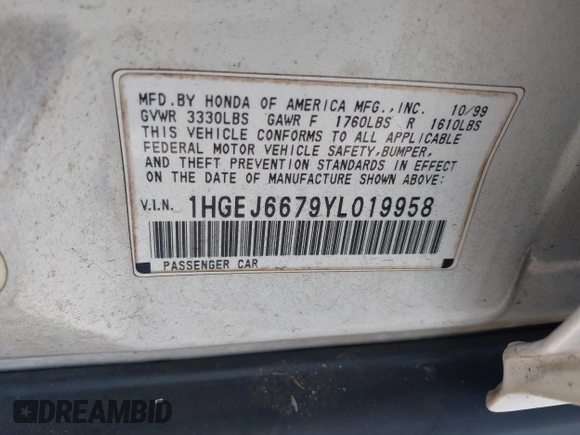 MFD.BY HONDA OF AMERICA MFG.,INC. 10/99
GVWR 3330LBS GAWR F 1760LBS R 1610LBS
THIS VEHICLE CONFORMS TO ALL APPLICABLE
FEDERAL MOTOR VEHICLE SAFETY,BUMPER,
AND THEFT PREVENTION STANDARDS IN EFFECT
ON THE DATE OF MANUFACTURE SHOWN ABOVE:
V.I.N. 1HGEJ6679YL019958
PASSENGER CAR
DREAMBID